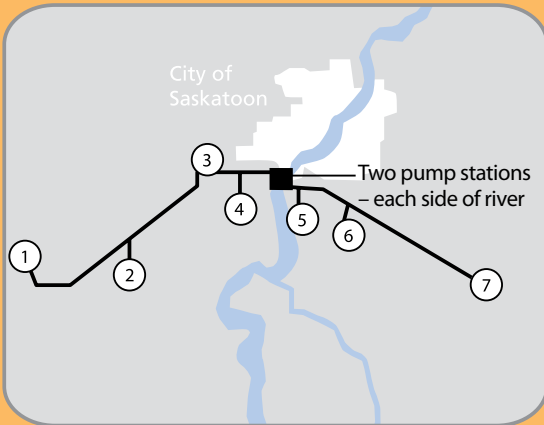 City of
Saskatoon
3
Two pump stations
– each side of river
4
5
6
1
2
7